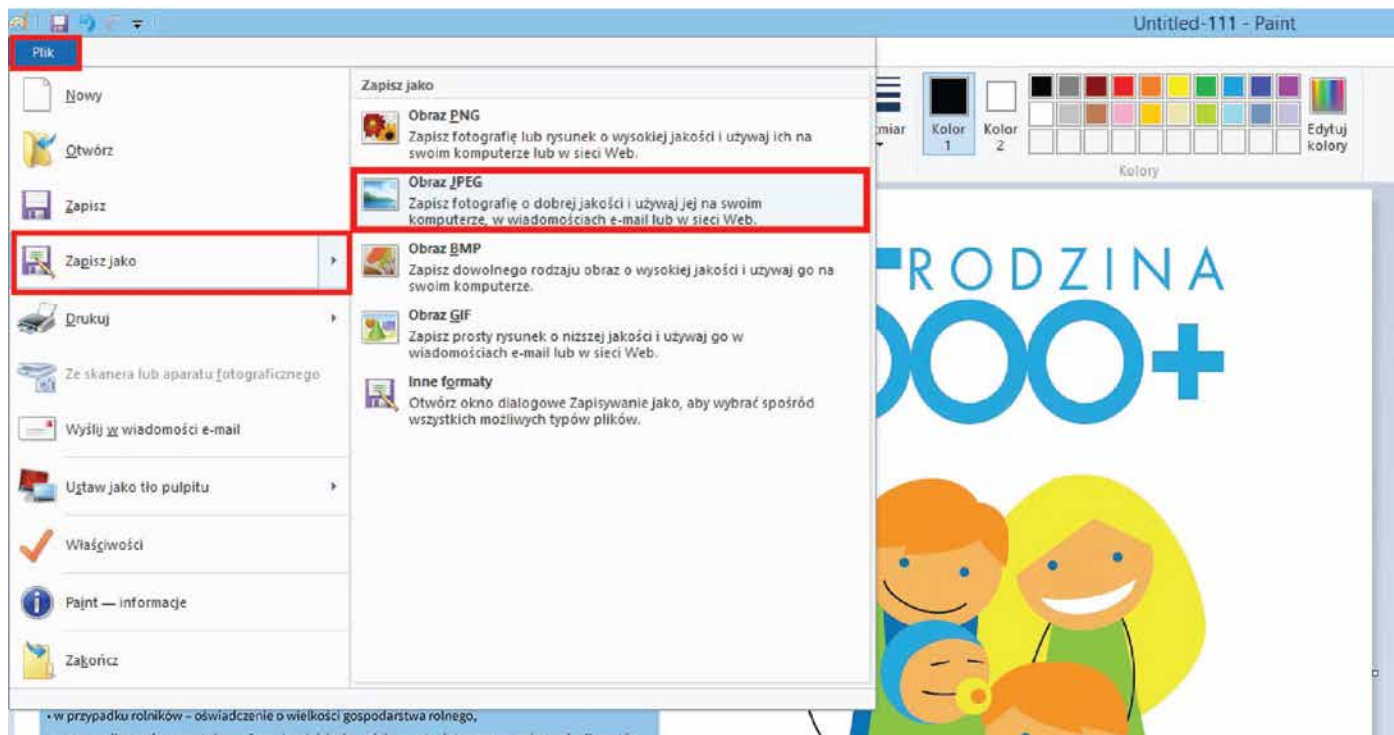 Untitled-111 - Paint
Plik
Nowy
Otwórz
Zapisz
Zapisz jako
Drukuj
Ze skanera lub aparatu fotograficznego
Wyślij w wiadomości e-mail
Ustaw jako tło pulpitu
Właściwości
Paint — informacje
Zakończ
Zapisz jako
Obraz PNG
Zapisz fotografię lub rysunek o wysokiej jakości i używaj ich na
swoim komputerze lub w sieci Web.
Obraz JPEG
Zapisz fotografię o dobrej jakości i używaj jej na swoim
komputerze, w wiadomościach e-mail lub w sieci Web.
Obraz BMP
Zapisz dowolnego rodzaju obraz o wysokiej jakości i używaj go na
swoim komputerze.
Obraz GIF
Zapisz prosty rysunek o niższej jakości i używaj go w
wiadomościach e-mail lub w sieci Web.
Inne formaty
Otwórz okno dialogowe Zapisywanie jako, aby wybrać spośród
wszystkich możliwych typów plików.
Kolor
1
Kolor
2
Edytuj
kolory
Kolory
RODZINA
00+
• w przypadku rolników – oświadczenie o wielkości gospodarstwa rolnego,